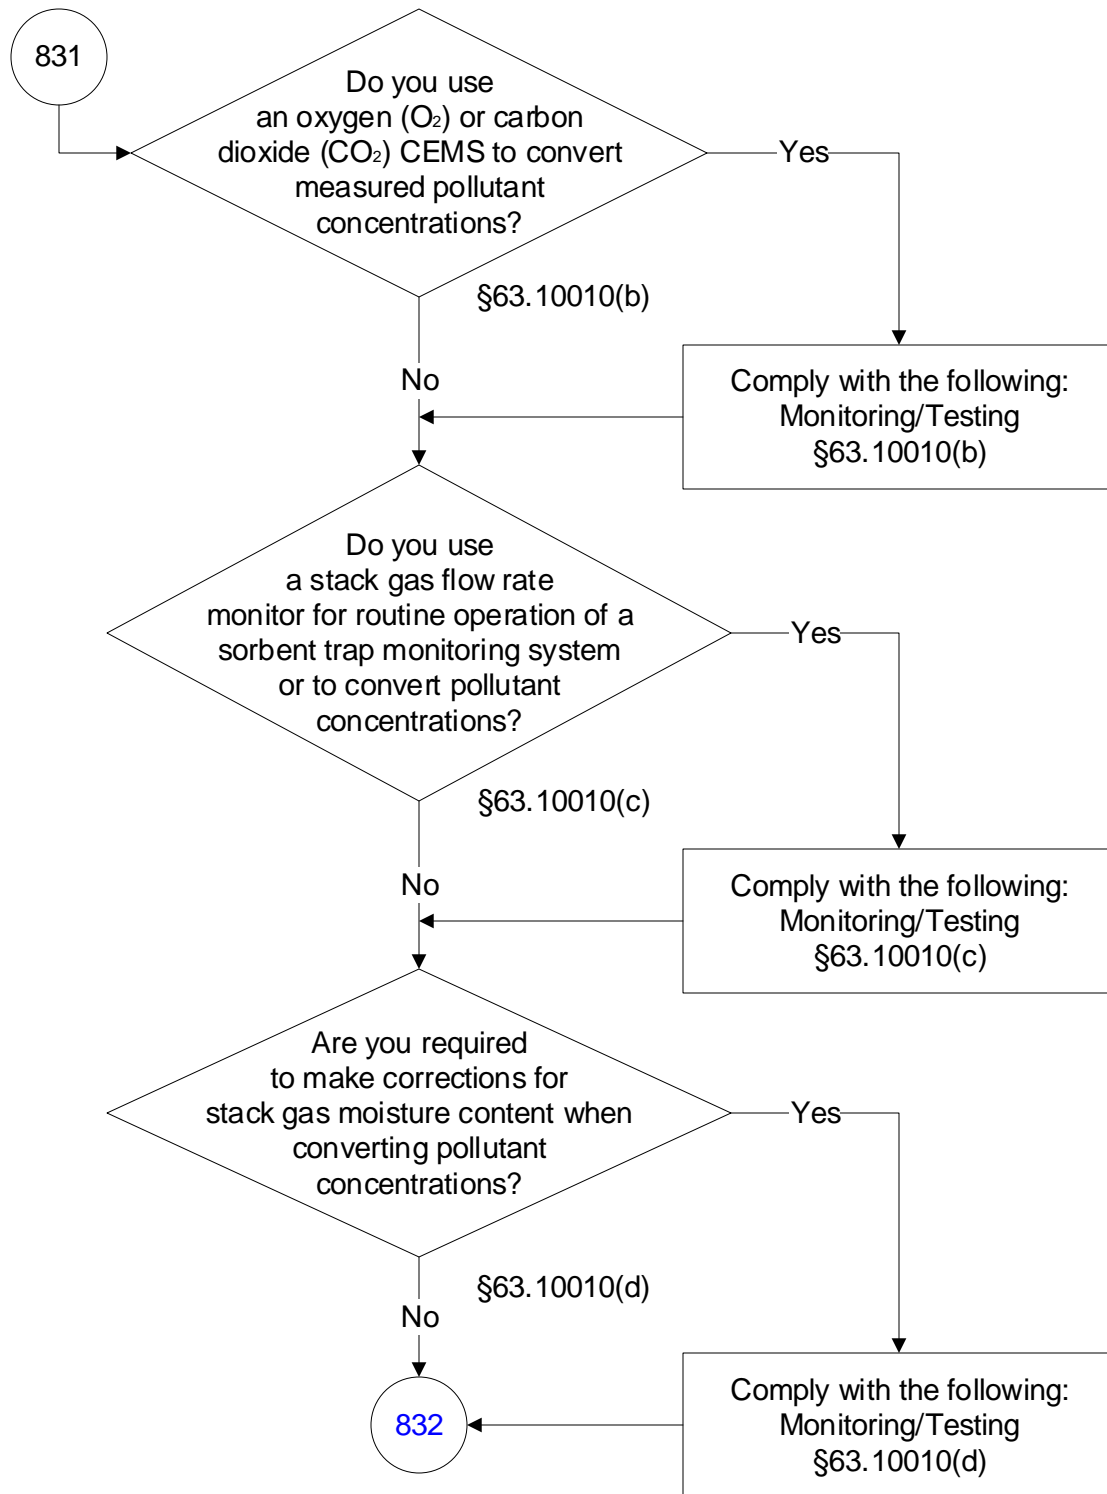 831
Do you use
an oxygen (O₂) or carbon
dioxide (CO₂) CEMS to convert
measured pollutant
concentrations?
Yes
§63.10010(b)
No
Comply with the following:
Monitoring/Testing
§63.10010(b)
Do you use
a stack gas flow rate
monitor for routine operation of a
sorbent trap monitoring system
or to convert pollutant
concentrations?
Yes
§63.10010(c)
No
Comply with the following:
Monitoring/Testing
§63.10010(c)
Are you required
to make corrections for
stack gas moisture content when
converting pollutant
concentrations?
Yes
§63.10010(d)
No
Comply with the following:
Monitoring/Testing
§63.10010(d)
832